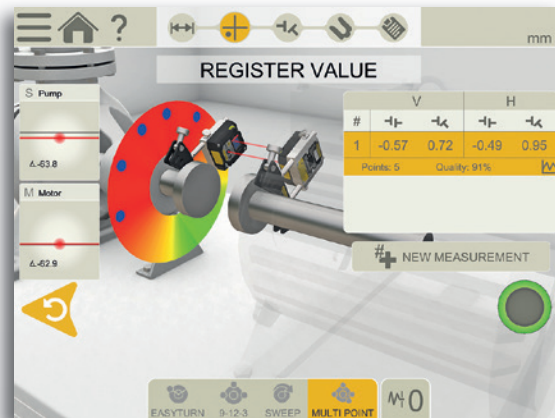 ?
mm
REGISTER VALUE
S Pump
∡-63.8
M Motor
∡-62.9
V H
#
1 -0.57 0.72 -0.49 0.95
Points: 5 Quality: 91%
# NEW MEASUREMENT
EASYTURN 9-12-3 SWEEP MULTI POINT
0